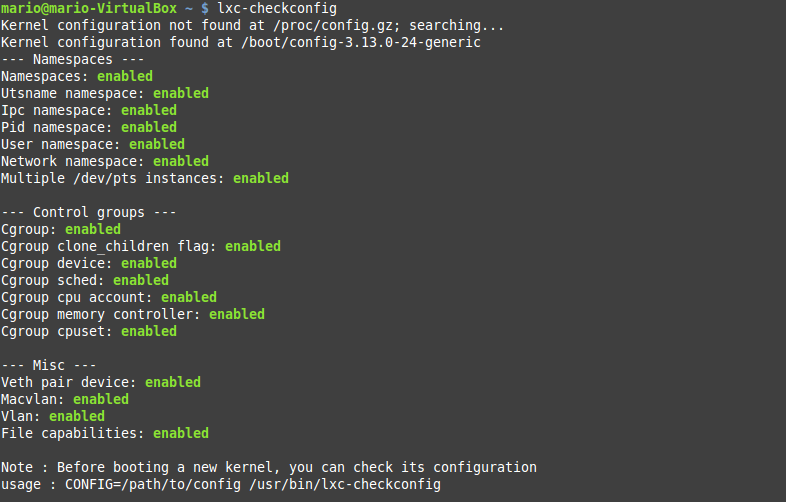 mario@mario-VirtualBox ~ $ lxc-checkconfig
Kernel configuration not found at /proc/config.gz; searching...
Kernel configuration found at /boot/config-3.13.0-24-generic
--- Namespaces ---
Namespaces: enabled
Utsname namespace: enabled
Ipc namespace: enabled
Pid namespace: enabled
User namespace: enabled
Network namespace: enabled
Multiple /dev/pts instances: enabled

--- Control groups ---
Cgroup: enabled
Cgroup clone_children flag: enabled
Cgroup device: enabled
Cgroup sched: enabled
Cgroup cpu account: enabled
Cgroup memory controller: enabled
Cgroup cpuset: enabled

--- Misc ---
Veth pair device: enabled
Macvlan: enabled
Vlan: enabled
File capabilities: enabled

Note : Before booting a new kernel, you can check its configuration
usage : CONFIG=/path/to/config /usr/bin/lxc-checkconfig